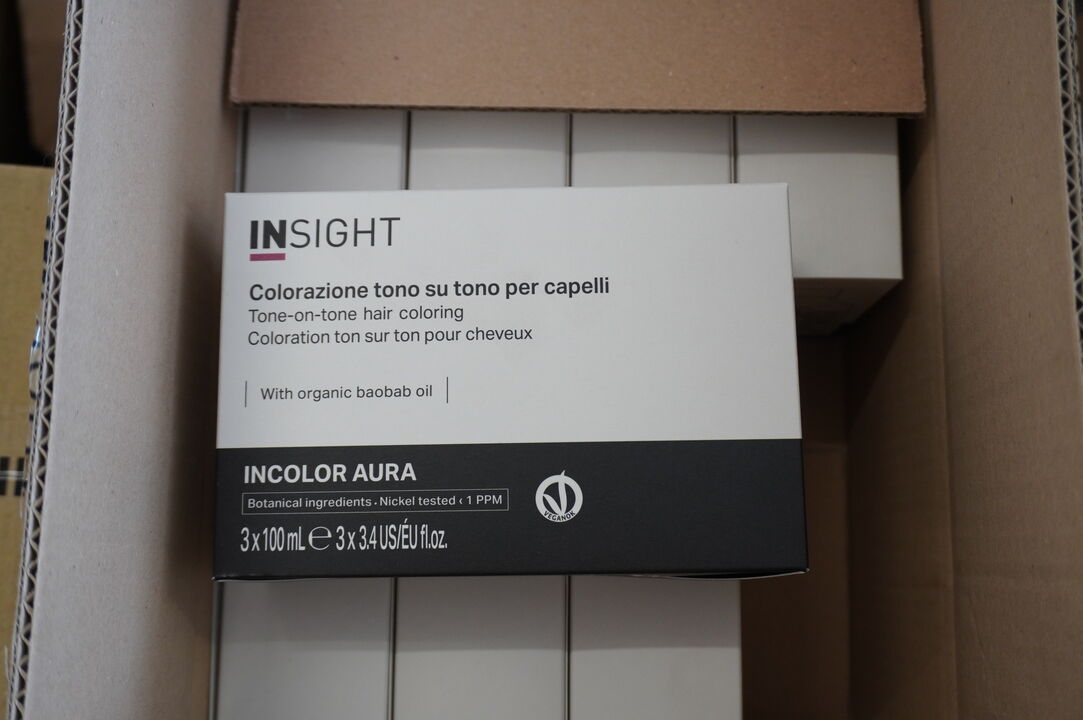 INSIGHT
Colorazione tono su tono per capelli
Tone-on-tone hair coloring
Coloration ton sur ton pour cheveux
With organic baobab oil
INCOLOR AURA
Botanical ingredients • Nickel tested ‹ 1 PPM
VEGANOK
3 x 100 mL ℮ 3 x 3.4 US/ÉU fl.oz.